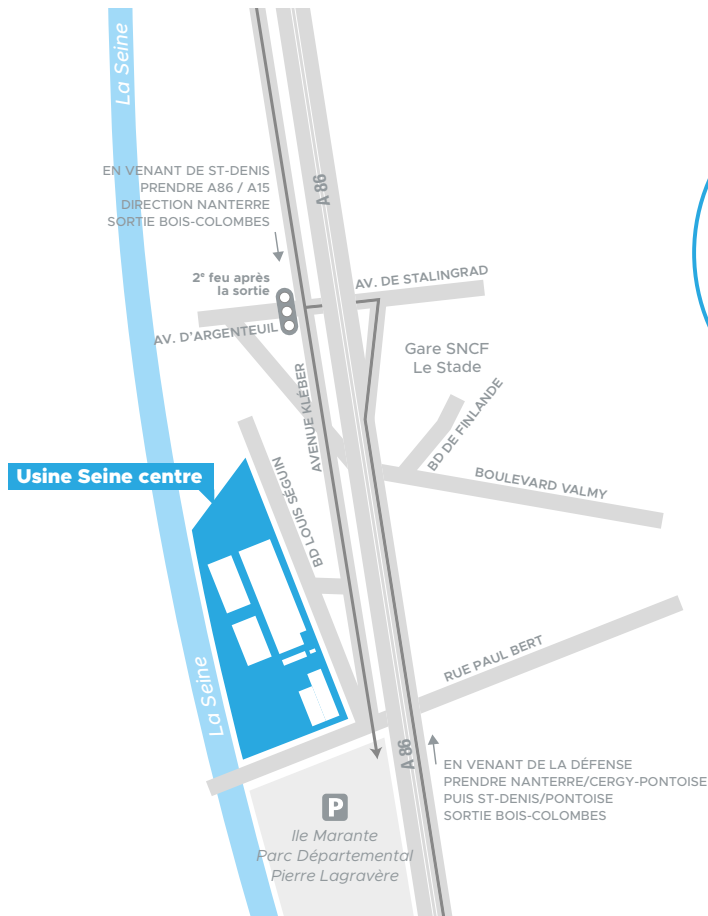 La Seine
EN VENANT DE ST-DENIS
PRENDRE A86 / A15
DIRECTION NANTERRE
SORTIE BOIS-COLOMBES
A 86
2e feu après
la sortie
AV. DE STALINGRAD
AV. D'ARGENTEUIL
Gare SNCF
Le Stade
AVENUE KLÉBER
BD DE FINLANDE
Usine Seine centre
BD LOUIS SÉGUIN
BOULEVARD VALMY
RUE PAUL BERT
La Seine
A 86
EN VENANT DE LA DÉFENSE
PRENDRE NANTERRE/CERGY-PONTOISE
PUIS ST-DENIS/PONTOISE
SORTIE BOIS-COLOMBES
P
Ile Marante
Parc Départemental
Pierre Lagravère